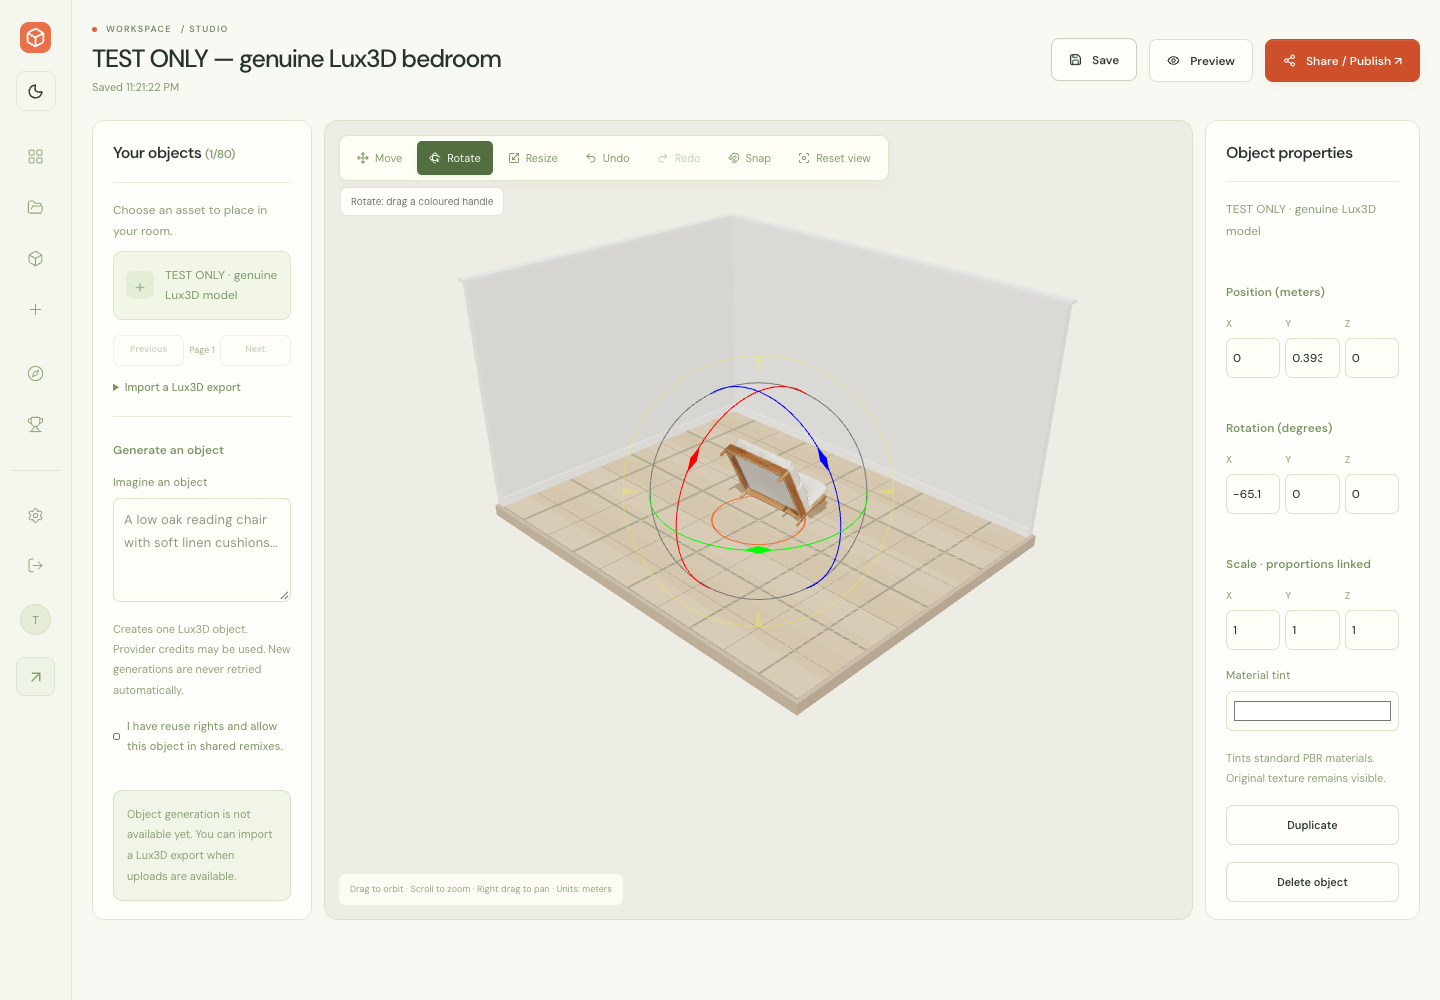 WORKSPACE / STUDIO
TEST ONLY — genuine Lux3D bedroom
Saved 11:21:22 PM
Save
Preview
Share / Publish
Your objects (1/80)
Choose an asset to place in
your room.
+
TEST ONLY · genuine
Lux3D model
Previous
Page 1
Next
Import a Lux3D export
Generate an object
Imagine an object
A low oak reading chair
with soft linen cushions...
Creates one Lux3D object.
Provider credits may be used. New
generations are never retried
automatically.
I have reuse rights and allow
this object in shared remixes.
Object generation is not
available yet. You can import
a Lux3D export when
uploads are available.
T
Move
Rotate
Resize
Undo
Redo
Snap
Reset view
Rotate: drag a coloured handle
Drag to orbit · Scroll to zoom · Right drag to pan · Units: meters
Object properties
TEST ONLY · genuine Lux3D
model
Position (meters)
X Y Z
0 0.393 0
Rotation (degrees)
X Y Z
-65.1 0 0
Scale · proportions linked
X Y Z
1 1 1
Material tint
Tints standard PBR materials.
Original texture remains visible.
Duplicate
Delete object